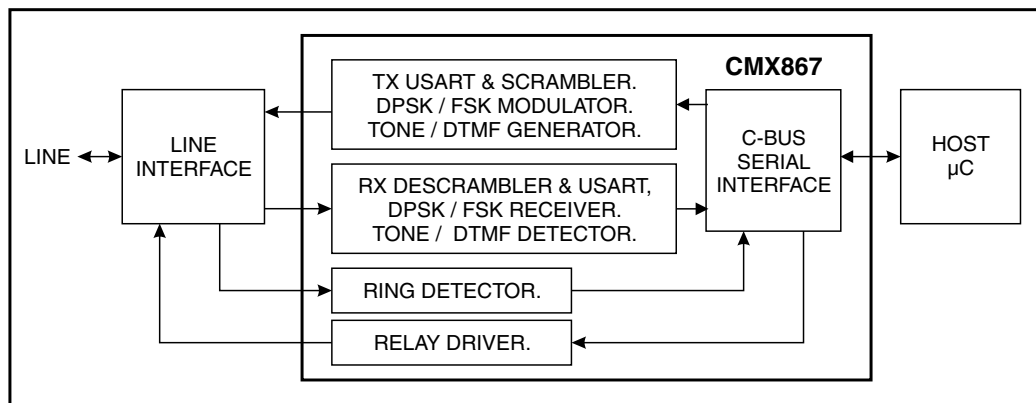 CMX867
TX USART & SCRAMBLER.
DPSK / FSK MODULATOR.
TONE / DTMF GENERATOR.
LINE
LINE
INTERFACE
C-BUS
SERIAL
INTERFACE
HOST
µC
RX DESCRAMBLER & USART,
DPSK / FSK RECEIVER.
TONE / DTMF DETECTOR.
RING DETECTOR.
RELAY DRIVER.